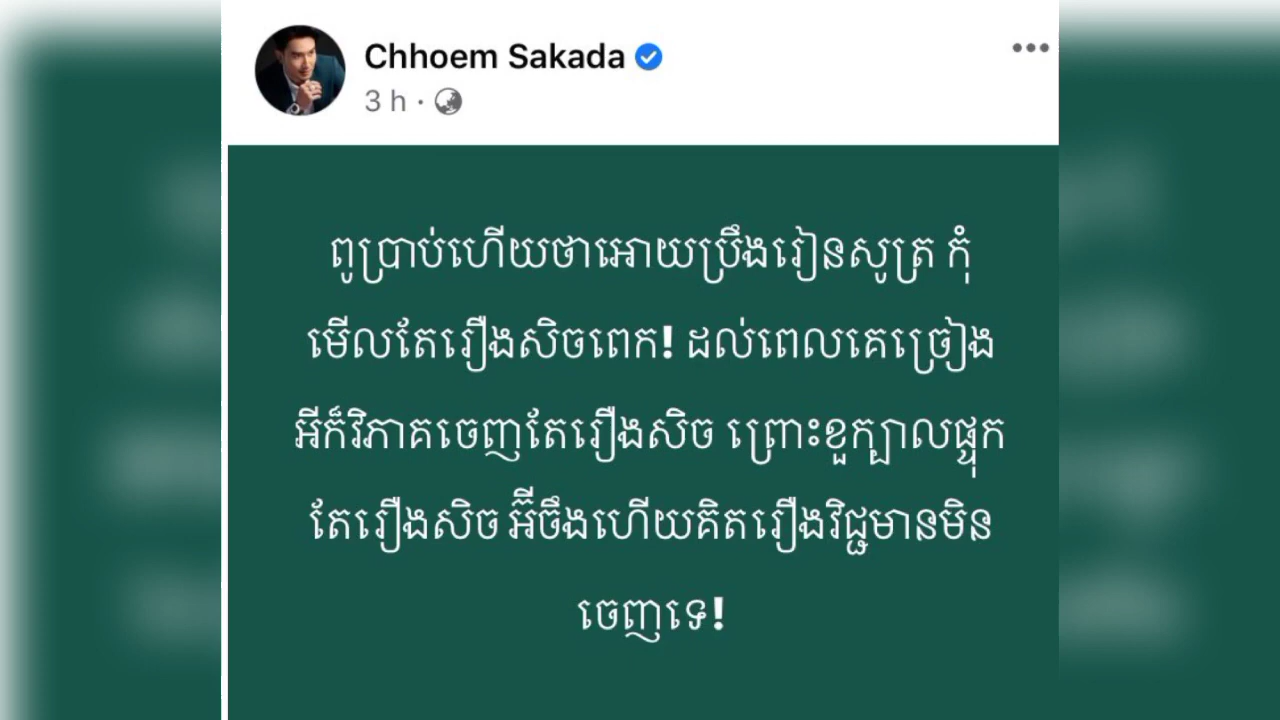 Chhoem Sakada
3 h ·
ពូប្រាប់ហើយថាអោយប្រឹងរៀនសូត្រ កុំ
មើលតែរឿងសិចពេក! ដល់ពេលគេច្រៀង
អីក៏វិភាគចេញតែរឿងសិច ព្រោះខួក្បាលផ្ទុក
តែរឿងសិច អ៊ីចឹងហើយគិតរឿងវិជ្ជមានមិន
ចេញទេ!